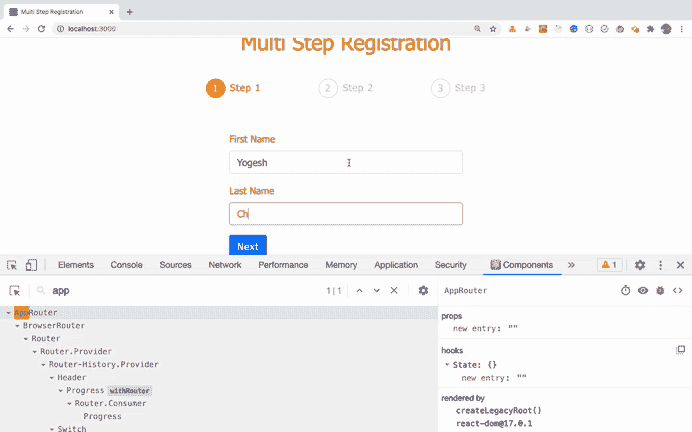 React App
localhost:3000
Multi Step Registration
1 Step 1 2 Step 2 3 Step 3
First Name
Yogesh
Last Name
Ch
Next
Elements Console Sources Network Performance Memory Application Security Components » 1
app 1 | 1 AppRouter
AppRouter
BrowserRouter
Router
Router.Provider
Router-History.Provider
Header
Progress withRouter
Router.Consumer
Progress
Switch
props
new entry: ""
hooks
State: {}
new entry: ""
rendered by
createLegacyRoot()
react-dom@17.0.1